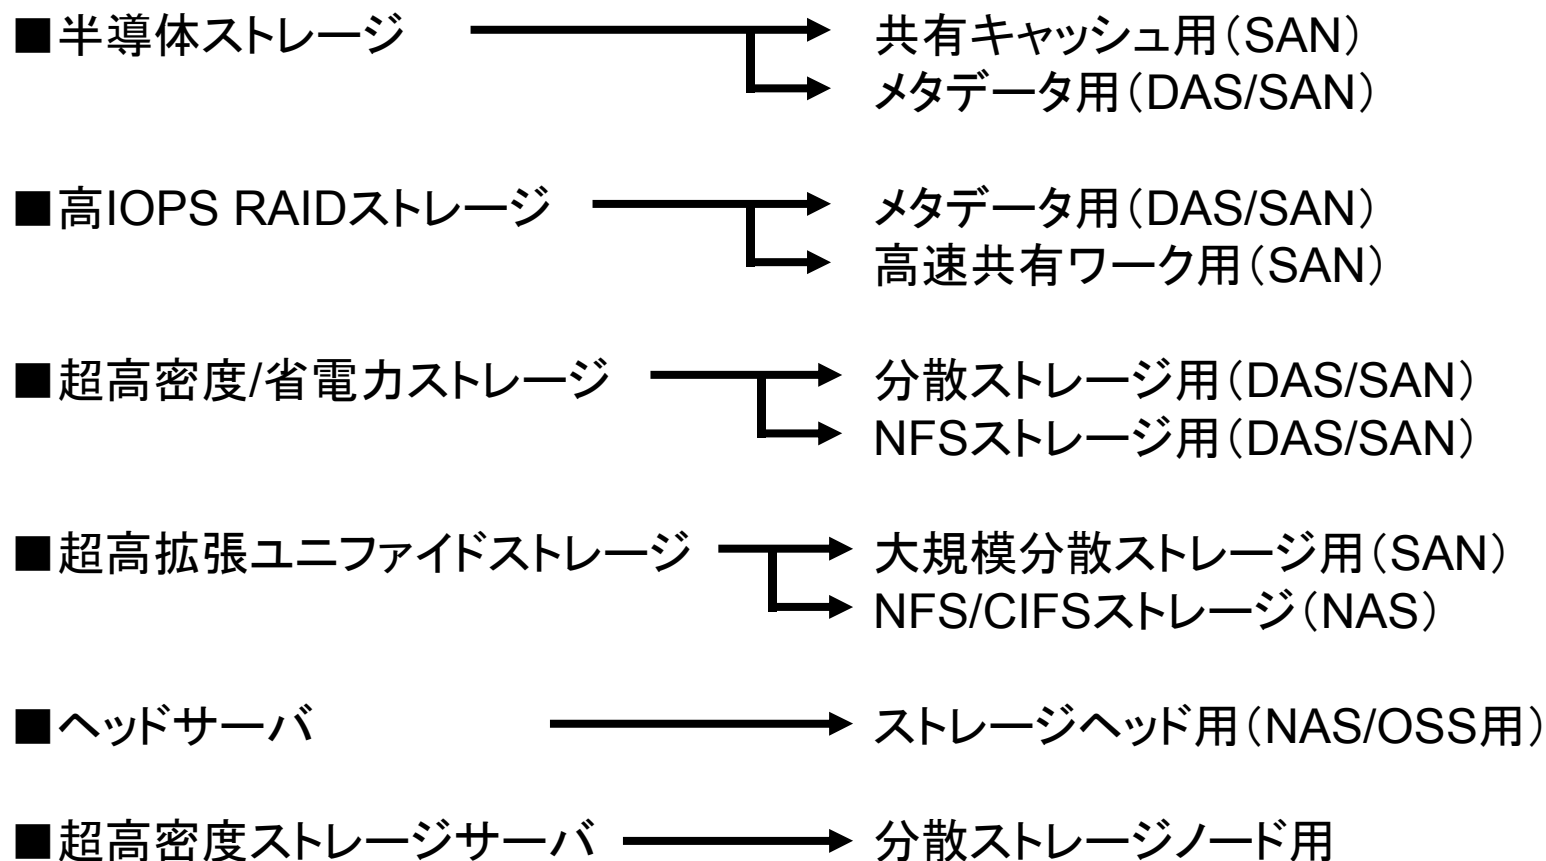 ■半導体ストレージ 共有キャッシュ用(SAN)
メタデータ用(DAS/SAN)
■高IOPS RAIDストレージ メタデータ用(DAS/SAN)
高速共有ワーク用(SAN)
■超高密度/省電力ストレージ 分散ストレージ用(DAS/SAN)
NFSストレージ用(DAS/SAN)
■超高拡張ユニファイドストレージ 大規模分散ストレージ用(SAN)
NFS/CIFSストレージ(NAS)
■ヘッドサーバ ストレージヘッド用(NAS/OSS用)
■超高密度ストレージサーバ 分散ストレージノード用